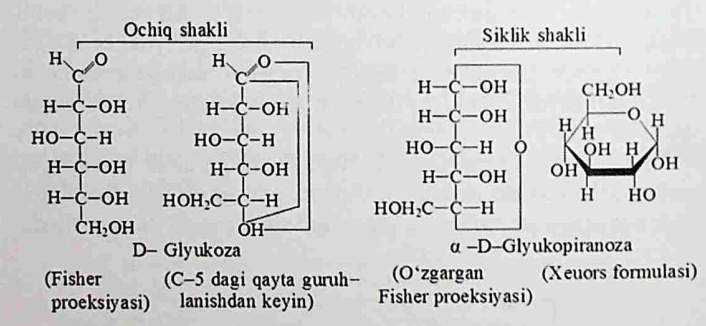 Ochiq shakli
Siklik shakli
H O
C
H–C–OH
HO–C–H
H–C–OH
H–C–OH
CH₂OH
H O
C
H–C–OH
HO–C–H
H–C–OH
HOH₂C–C–H
OH
H–C–OH
H–C–OH
HO–C–H O
H–C–OH
HOH₂C–C–H
CH₂OH
O
H H H
OH H
OH OH
H HO
D– Glyukoza
α –D–Glyukopiranoza
(Fisher
proeksiyasi)
(C–5 dagi qayta guruh–
lanishdan keyin)
(O‘zgargan
Fisher proeksiyasi)
(Xeuors formulasi)